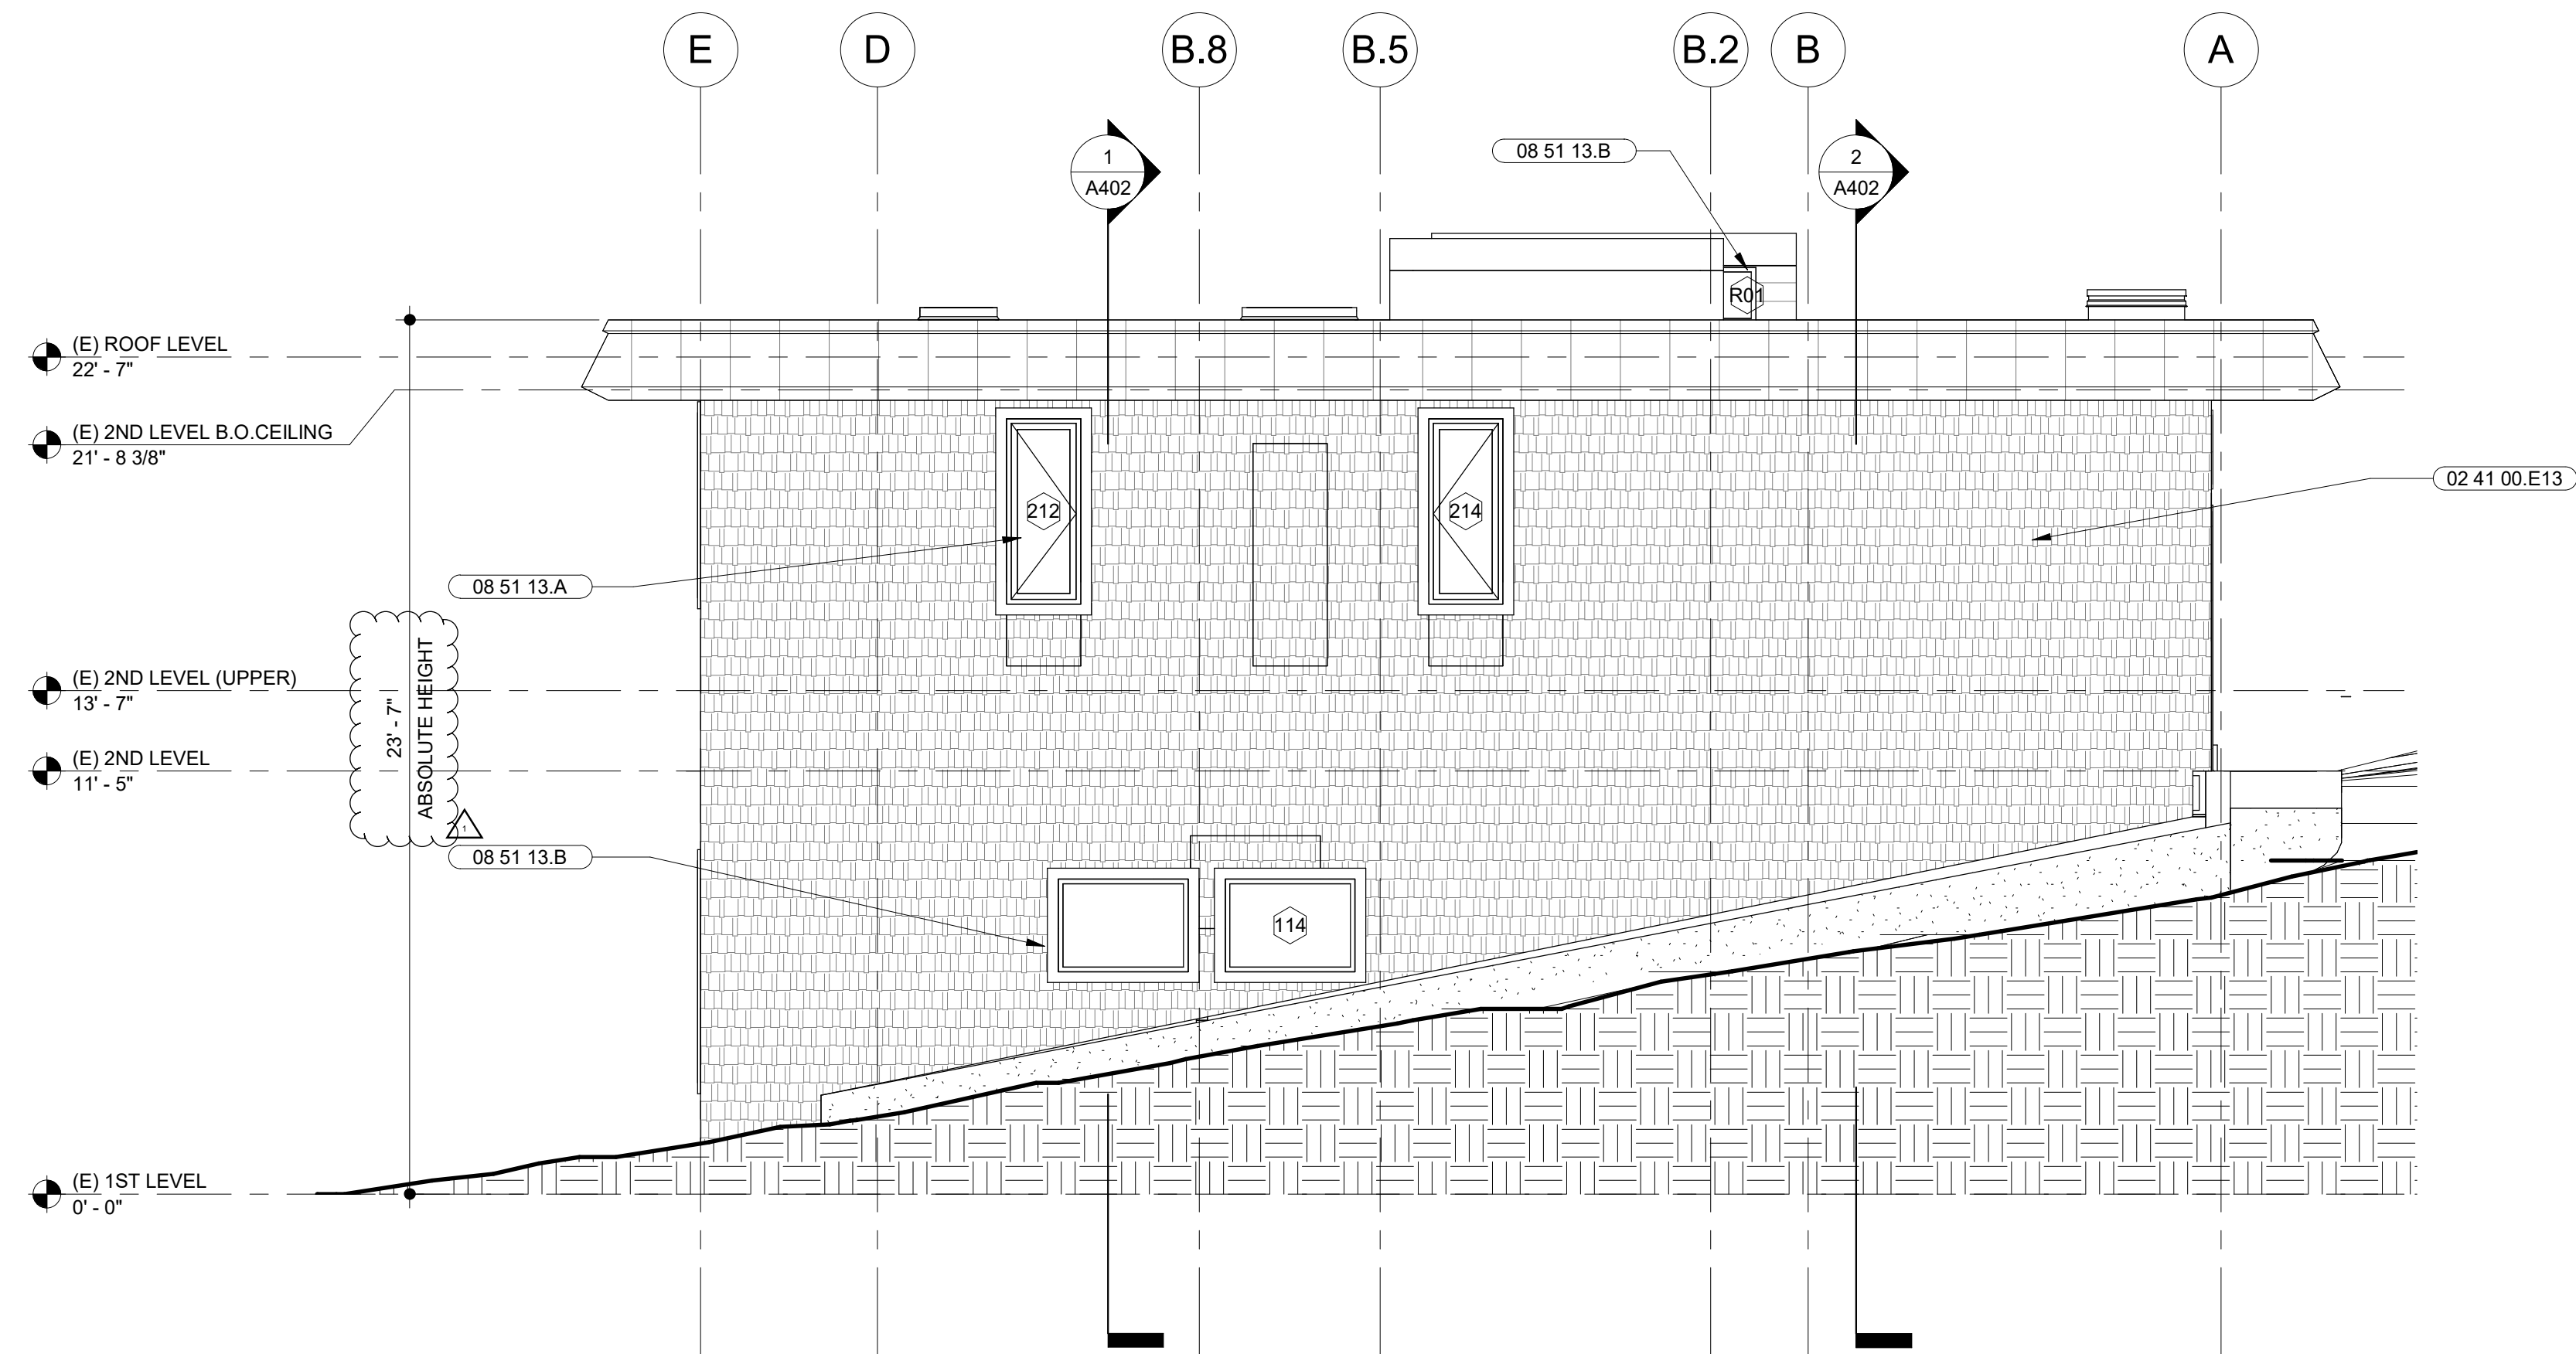 E
D
B.8
B.5
B.2
B
A
1
A402
08 51 13.B
2
A402
R01
(E) ROOF LEVEL
22' - 7"
(E) 2ND LEVEL B.O.CEILING
21' - 8 3/8"
02 41 00.E13
212
214
08 51 13.A
(E) 2ND LEVEL (UPPER)
13' - 7"
23' - 7"
ABSOLUTE HEIGHT
(E) 2ND LEVEL
11' - 5"
1
08 51 13.B
114
(E) 1ST LEVEL
0' - 0"